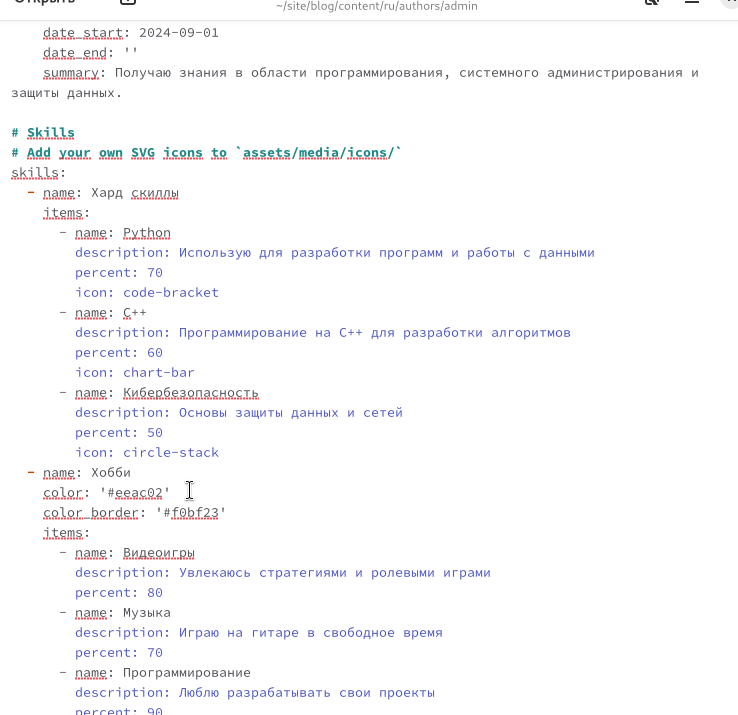 Открыть
~/site/blog/content/ru/authors/admin
date_start: 2024-09-01
date_end: ''
summary: Получаю знания в области программирования, системного администрирования и
защиты данных.
# Skills
# Add your own SVG icons to `assets/media/icons/`
skills:
- name: Хард скиллы
items:
- name: Python
description: Использую для разработки программ и работы с данными
percent: 70
icon: code-bracket
- name: C++
description: Программирование на C++ для разработки алгоритмов
percent: 60
icon: chart-bar
- name: Кибербезопасность
description: Основы защиты данных и сетей
percent: 50
icon: circle-stack
- name: Хобби
color: '#eeac02'
color_border: '#f0bf23'
items:
- name: Видеоигры
description: Увлекаюсь стратегиями и ролевыми играми
percent: 80
- name: Музыка
description: Играю на гитаре в свободное время
percent: 70
- name: Программирование
description: Люблю разрабатывать свои проекты
percent: 90